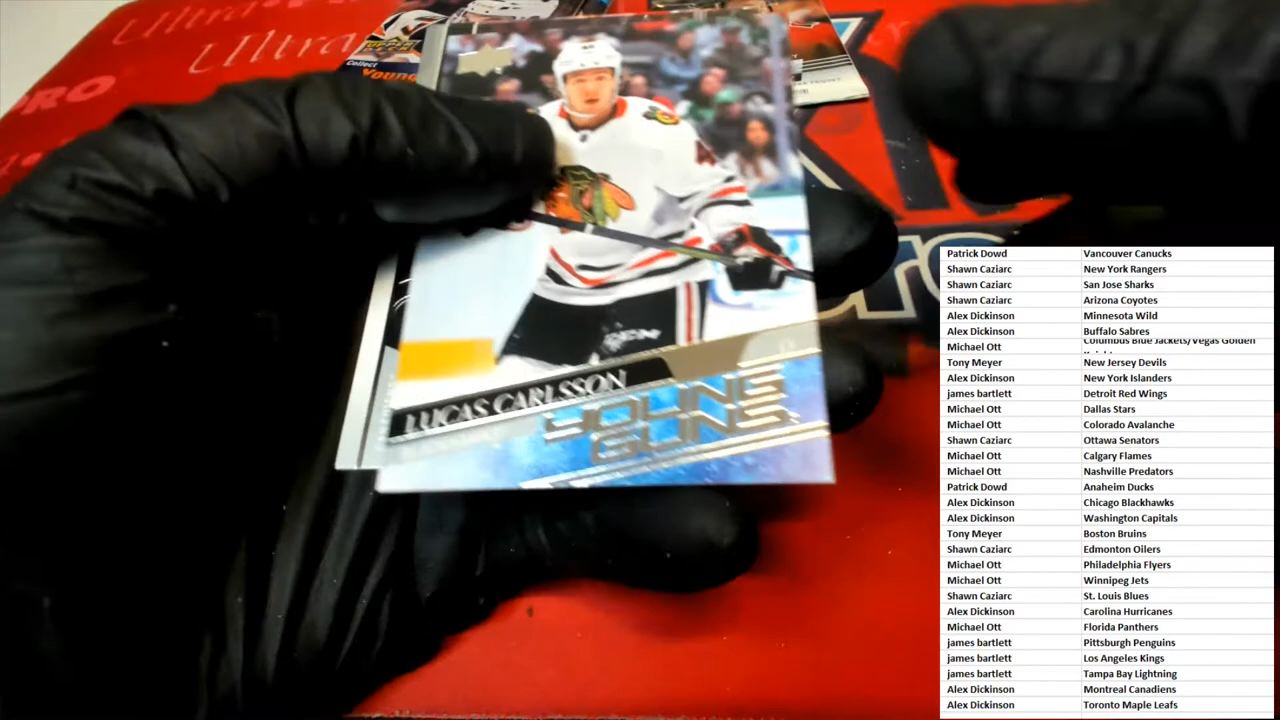 Ultra
PRO
Ultra
UPPER DECK
Collect
Young
LUCAS CARLSSON
YOUNG
GUNS
Patrick Dowd Vancouver Canucks
Shawn Caziarc New York Rangers
Shawn Caziarc San Jose Sharks
Shawn Caziarc Arizona Coyotes
Alex Dickinson Minnesota Wild
Alex Dickinson Buffalo Sabres
Michael Ott Columbus Blue Jackets/Vegas Golden
Tony Meyer New Jersey Devils
Alex Dickinson New York Islanders
james bartlett Detroit Red Wings
Michael Ott Dallas Stars
Michael Ott Colorado Avalanche
Shawn Caziarc Ottawa Senators
Michael Ott Calgary Flames
Michael Ott Nashville Predators
Patrick Dowd Anaheim Ducks
Alex Dickinson Chicago Blackhawks
Alex Dickinson Washington Capitals
Tony Meyer Boston Bruins
Shawn Caziarc Edmonton Oilers
Michael Ott Philadelphia Flyers
Michael Ott Winnipeg Jets
Shawn Caziarc St. Louis Blues
Alex Dickinson Carolina Hurricanes
Michael Ott Florida Panthers
james bartlett Pittsburgh Penguins
james bartlett Los Angeles Kings
james bartlett Tampa Bay Lightning
Alex Dickinson Montreal Canadiens
Alex Dickinson Toronto Maple Leafs